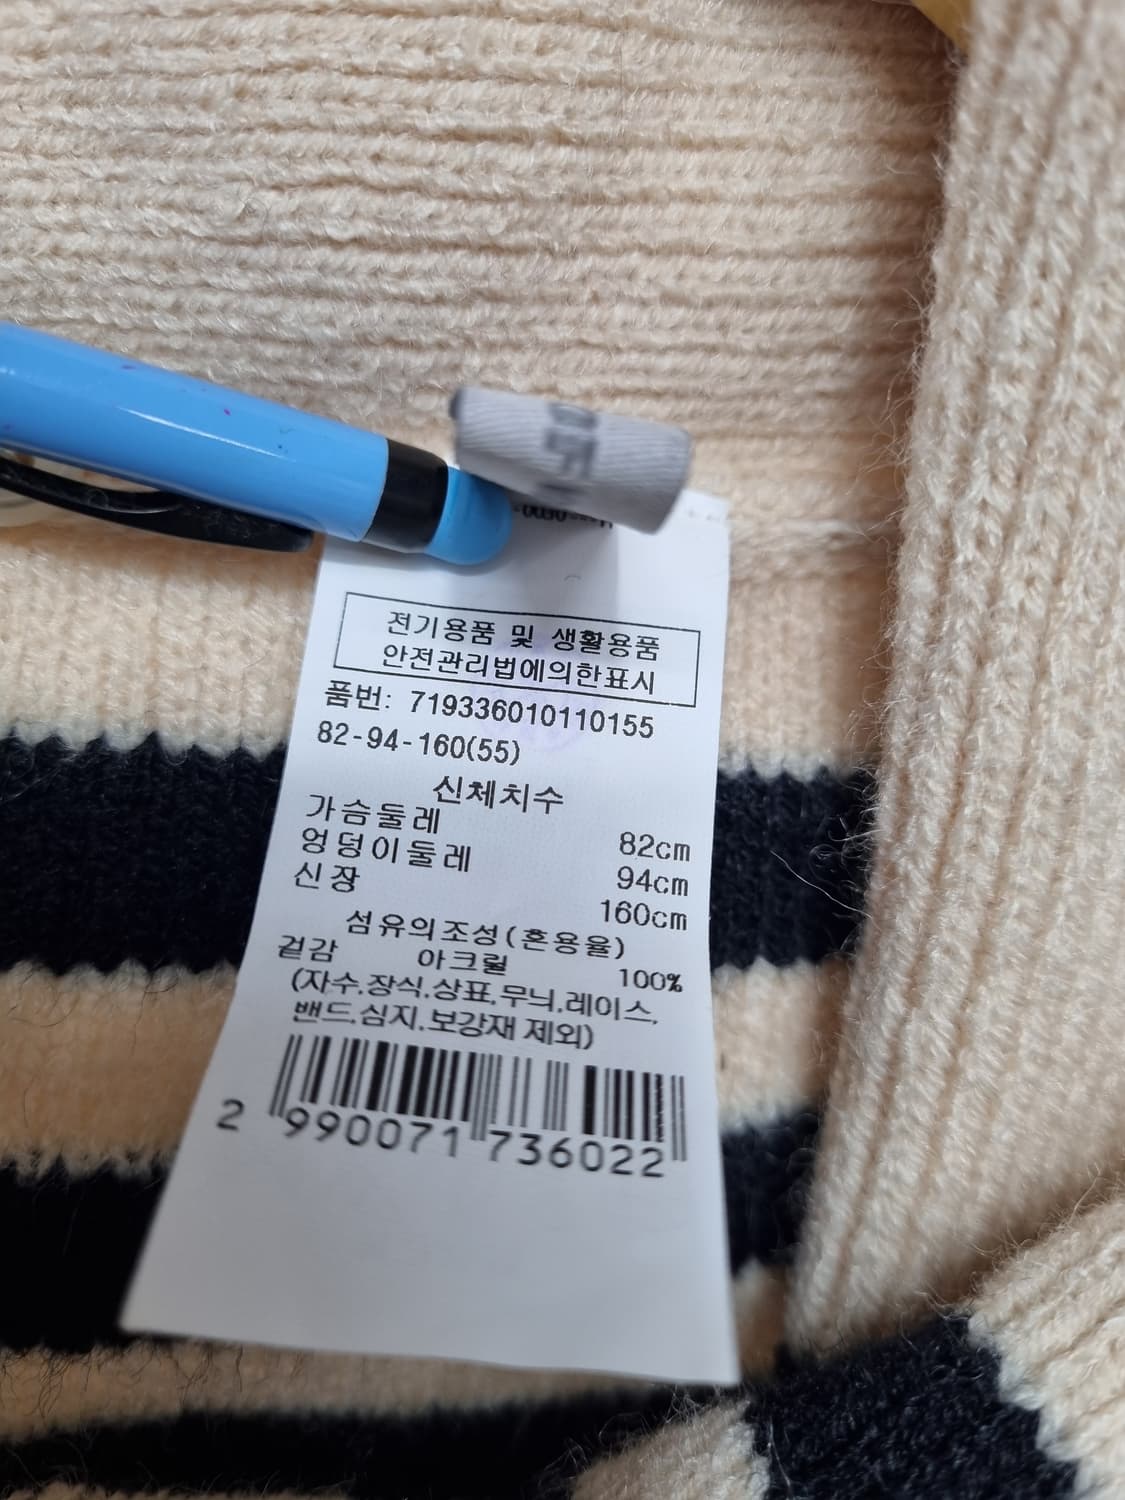 전기용품 및 생활용품
안전관리법에의한표시
품번: 719336010110155
82-94-160(55)
신체치수
가슴둘레 82cm
엉덩이둘레 94cm
신장 160cm
섬유의조성(혼용율)
겉감 아크릴 100%
(자수,장식,상표,무늬,레이스,
밴드,심지,보강재 제외)
2 990071 736022